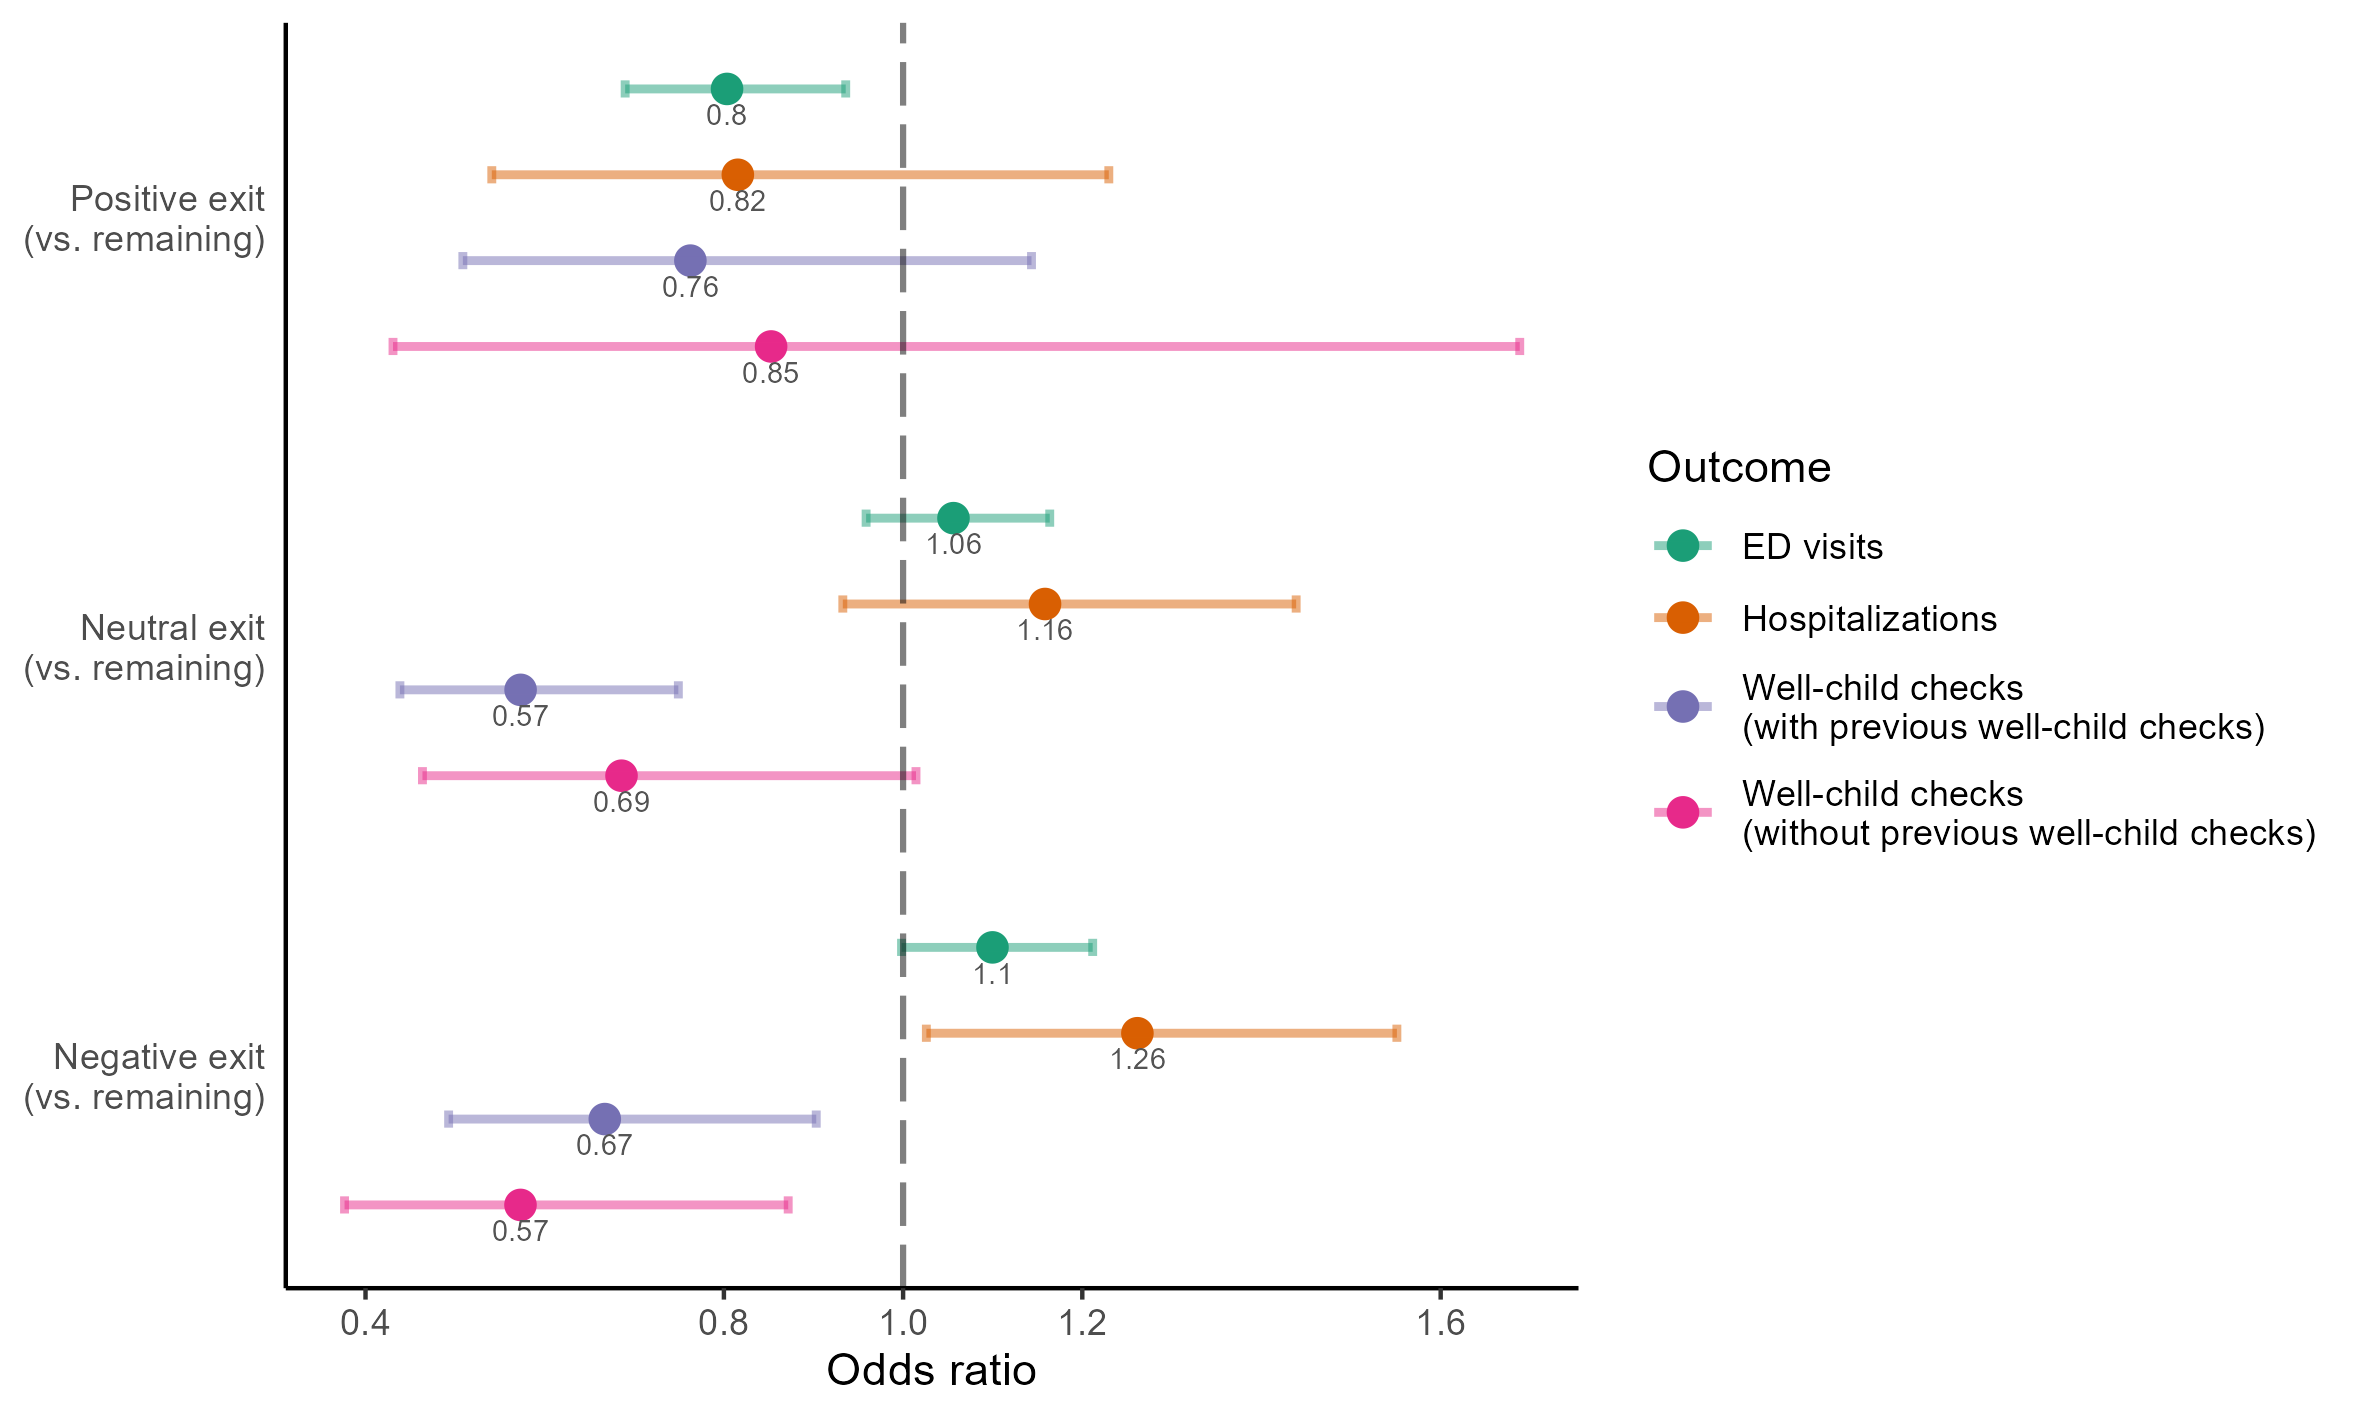 0.8
0.82
Positive exit
(vs. remaining)
0.76
0.85
1.06
1.16
Neutral exit
(vs. remaining)
0.57
0.69
1.1
1.26
Negative exit
(vs. remaining)
0.67
0.57
0.4
0.8
1.0
1.2
1.6
Odds ratio
Outcome
ED visits
Hospitalizations
Well-child checks
(with previous well-child checks)
Well-child checks
(without previous well-child checks)